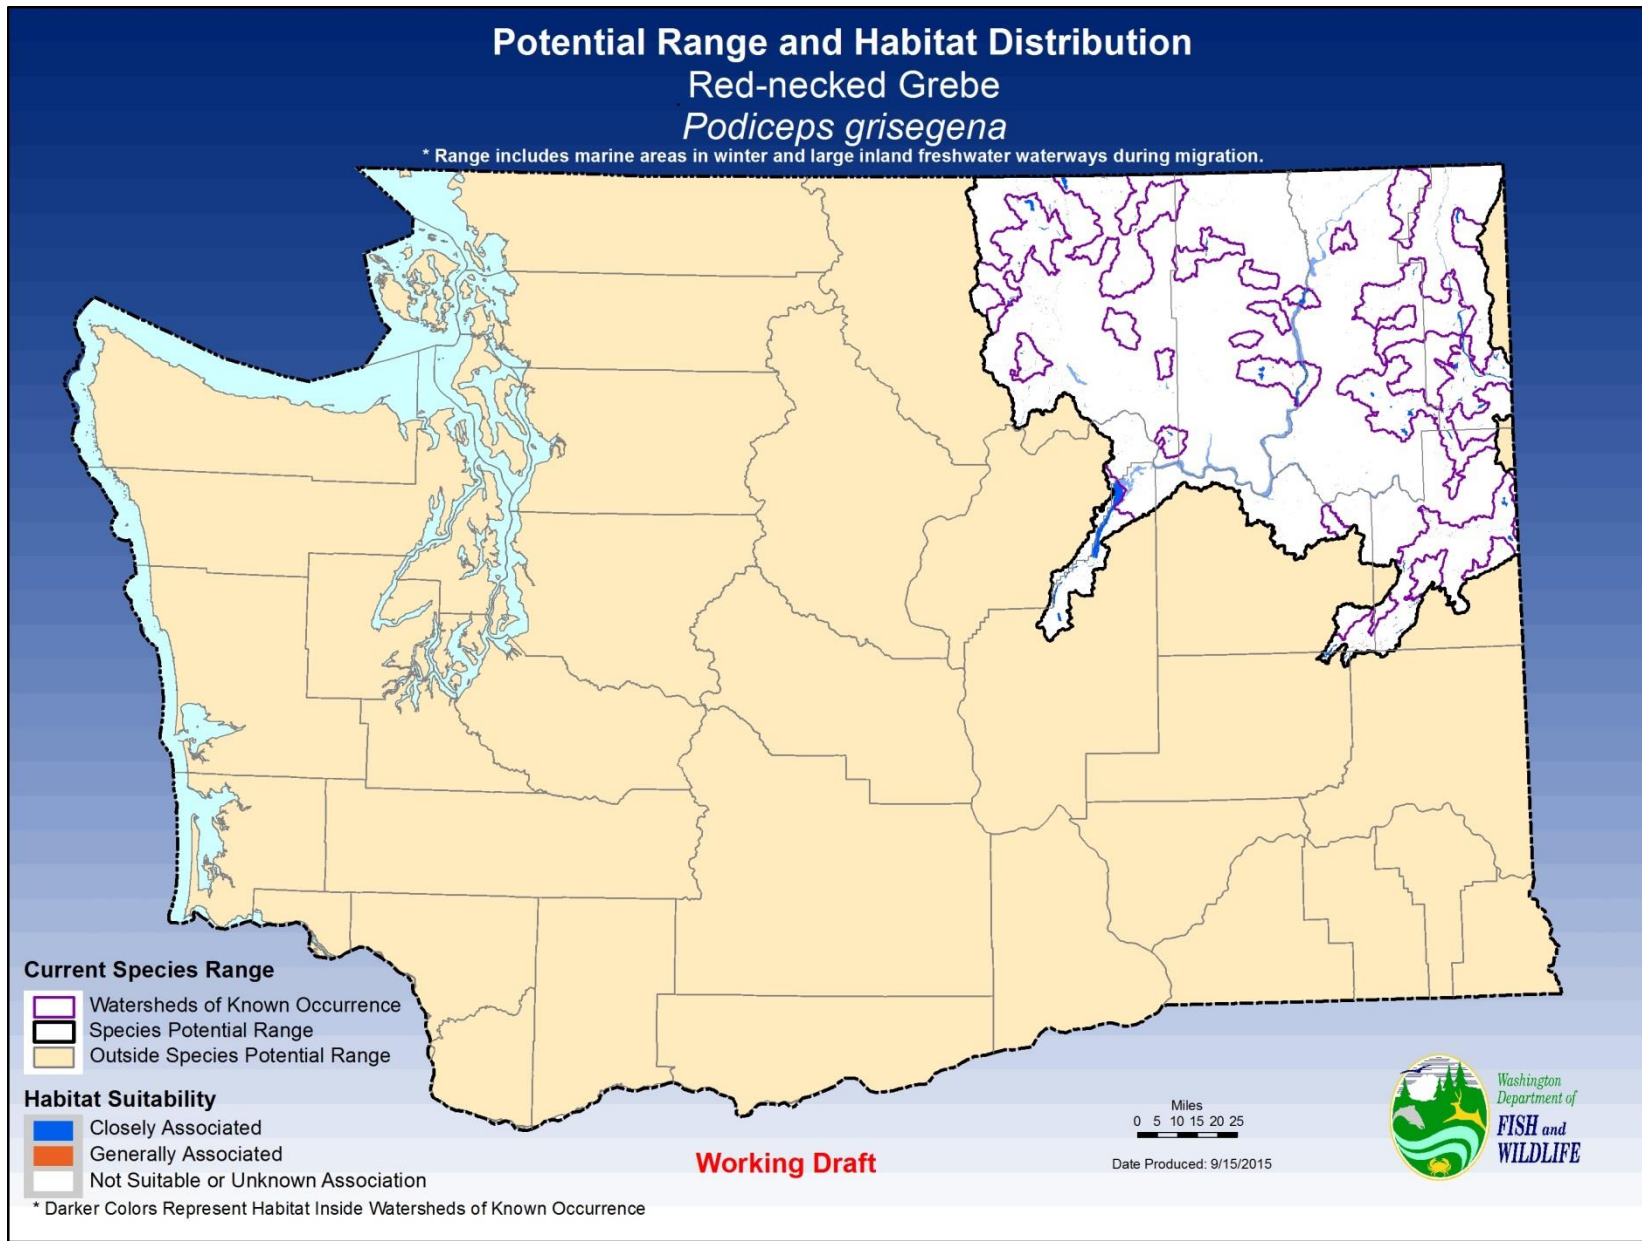 Potential Range and Habitat Distribution
Red-necked Grebe
Podiceps grisegena
* Range includes marine areas in winter and large inland freshwater waterways during migration.
Current Species Range
Watersheds of Known Occurrence
Species Potential Range
Outside Species Potential Range
Habitat Suitability
Closely Associated
Generally Associated
Not Suitable or Unknown Association
* Darker Colors Represent Habitat Inside Watersheds of Known Occurrence
Working Draft
Miles
0 5 10 15 20 25
Date Produced: 9/15/2015
Washington
Department of
FISH and
WILDLIFE